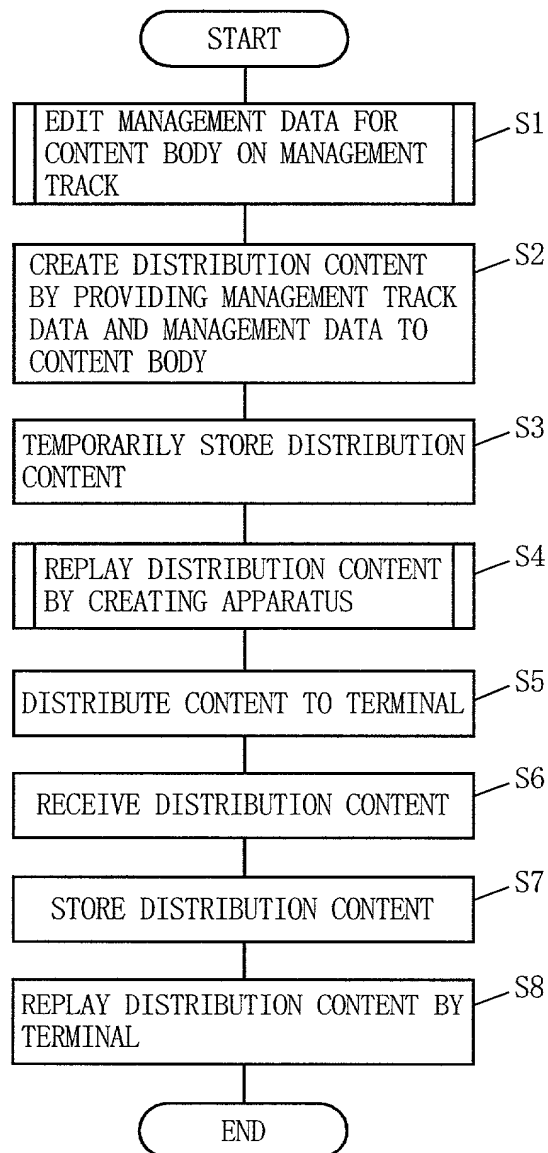 START
EDIT MANAGEMENT DATA FOR
CONTENT BODY ON MANAGEMENT
TRACK
S1
CREATE DISTRIBUTION CONTENT
BY PROVIDING MANAGEMENT TRACK
DATA AND MANAGEMENT DATA TO
CONTENT BODY
S2
TEMPORARILY STORE DISTRIBUTION
CONTENT
S3
REPLAY DISTRIBUTION CONTENT
BY CREATING APPARATUS
S4
DISTRIBUTE CONTENT TO TERMINAL
S5
RECEIVE DISTRIBUTION CONTENT
S6
STORE DISTRIBUTION CONTENT
S7
REPLAY DISTRIBUTION CONTENT BY
TERMINAL
S8
END